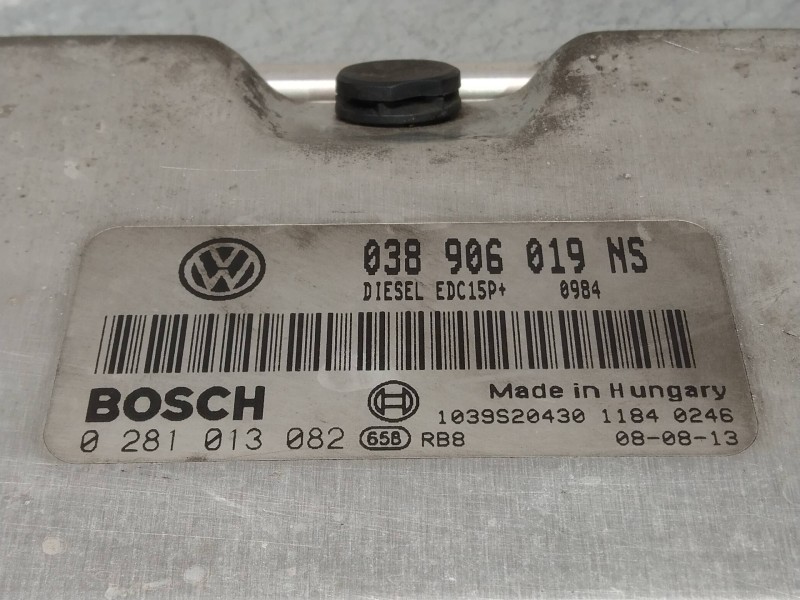 038 906 019 NS
DIESEL EDC15P+ 0984
BOSCH
Made in Hungary
1039S20430 1184 0246
0 281 013 082 658 RB8 08-08-13